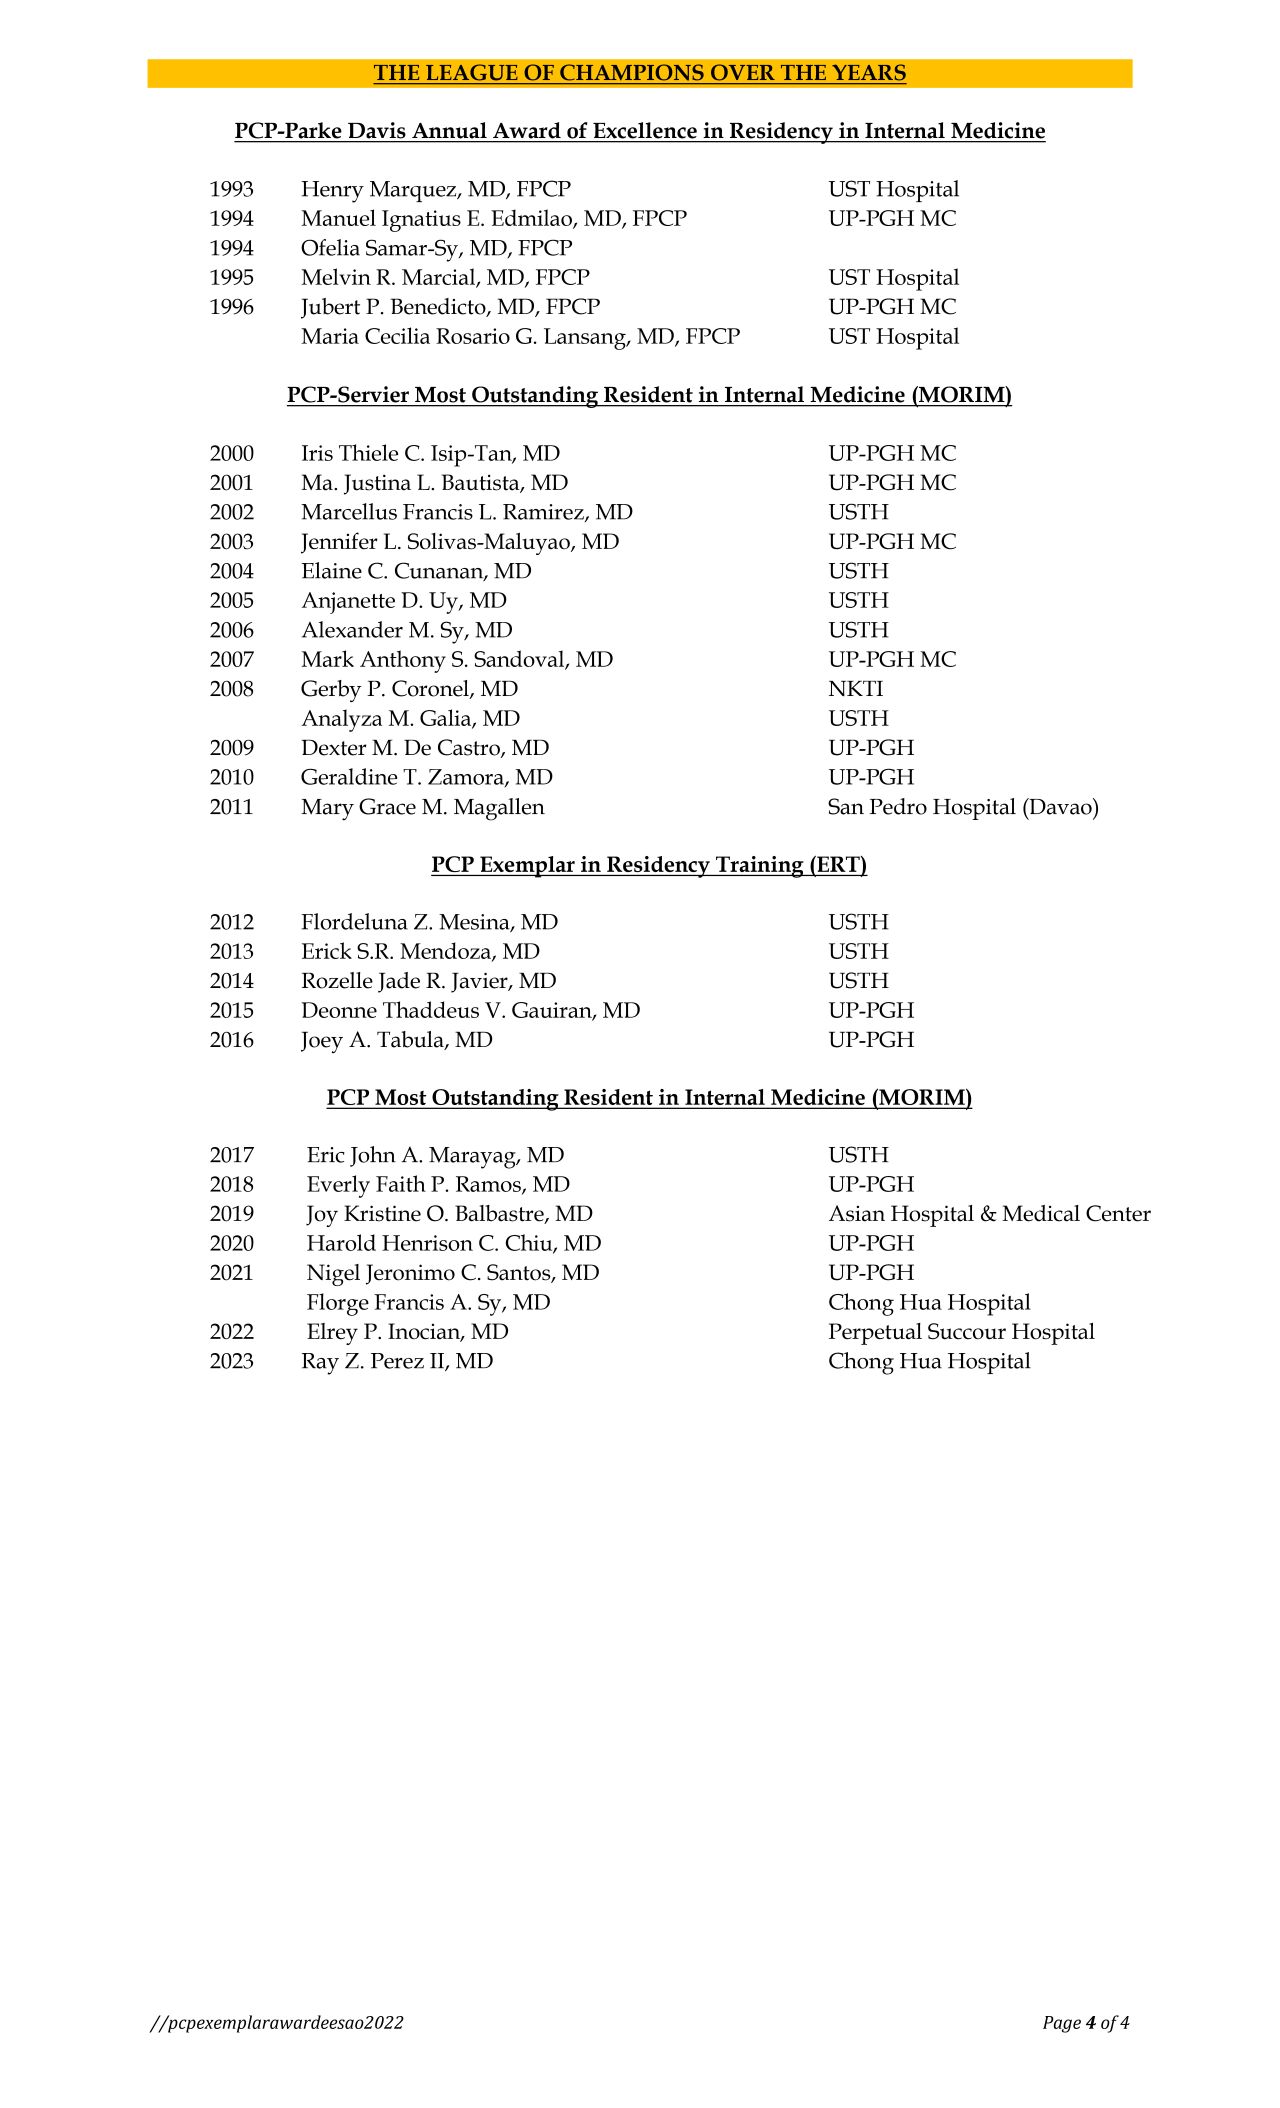 THE LEAGUE OF CHAMPIONS OVER THE YEARS
PCP-Parke Davis Annual Award of Excellence in Residency in Internal Medicine
1993 Henry Marquez, MD, FPCP UST Hospital
1994 Manuel Ignatius E. Edmilao, MD, FPCP UP-PGH MC
1994 Ofelia Samar-Sy, MD, FPCP
1995 Melvin R. Marcial, MD, FPCP UST Hospital
1996 Jubert P. Benedicto, MD, FPCP UP-PGH MC
Maria Cecilia Rosario G. Lansang, MD, FPCP UST Hospital
PCP-Servier Most Outstanding Resident in Internal Medicine (MORIM)
2000 Iris Thiele C. Isip-Tan, MD UP-PGH MC
2001 Ma. Justina L. Bautista, MD UP-PGH MC
2002 Marcellus Francis L. Ramirez, MD USTH
2003 Jennifer L. Solivas-Maluyao, MD UP-PGH MC
2004 Elaine C. Cunanan, MD USTH
2005 Anjanette D. Uy, MD USTH
2006 Alexander M. Sy, MD USTH
2007 Mark Anthony S. Sandoval, MD UP-PGH MC
2008 Gerby P. Coronel, MD NKTI
Analyza M. Galia, MD USTH
2009 Dexter M. De Castro, MD UP-PGH
2010 Geraldine T. Zamora, MD UP-PGH
2011 Mary Grace M. Magallen San Pedro Hospital (Davao)
PCP Exemplar in Residency Training (ERT)
2012 Flordeluna Z. Mesina, MD USTH
2013 Erick S.R. Mendoza, MD USTH
2014 Rozelle Jade R. Javier, MD USTH
2015 Deonne Thaddeus V. Gauiran, MD UP-PGH
2016 Joey A. Tabula, MD UP-PGH
PCP Most Outstanding Resident in Internal Medicine (MORIM)
2017 Eric John A. Marayag, MD USTH
2018 Everly Faith P. Ramos, MD UP-PGH
2019 Joy Kristine O. Balbastre, MD Asian Hospital & Medical Center
2020 Harold Henrison C. Chiu, MD UP-PGH
2021 Nigel Jeronimo C. Santos, MD UP-PGH
Florge Francis A. Sy, MD Chong Hua Hospital
2022 Elrey P. Inocian, MD Perpetual Succour Hospital
2023 Ray Z. Perez II, MD Chong Hua Hospital
//pcpexemplarawardeesao2022 Page 4 of 4